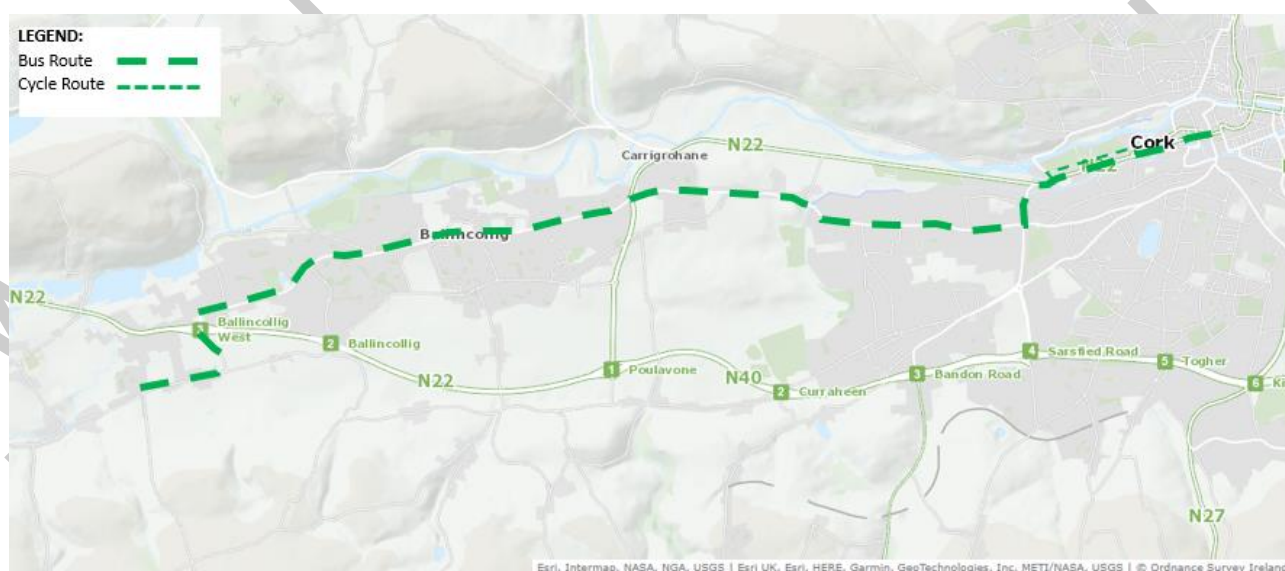 LEGEND:
Bus Route
Cycle Route
N22
Carrigrohane
Cork
N22
Ballincollig
N22
Ballincollig
West
2 Ballincollig
N22
1 Poulavone
N40
2 Curraheen
3 Bandon Road
4 Sarsfied Road
5 Togher
6 Ki
N27
Esri, Intermap, NASA, NGA, USGS | Esri UK, Esri, HERE, Garmin, GeoTechnologies, Inc, METI/NASA, USGS | © Ordnance Survey Ireland